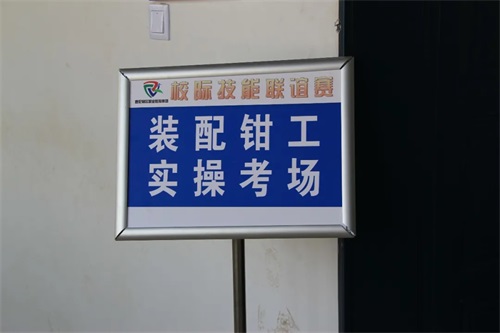 校际技能联谊赛
装配钳工
实操考场